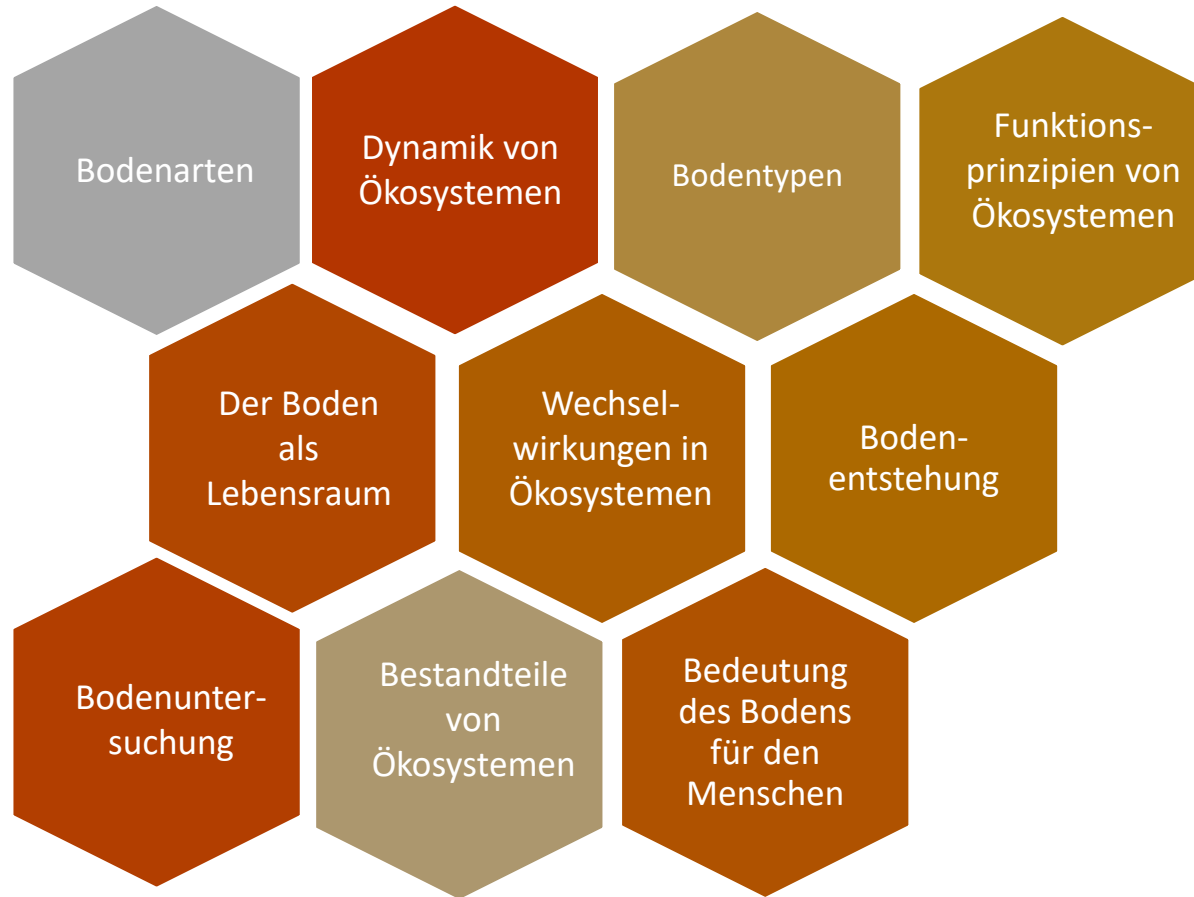 Bodenarten
Dynamik von
Ökosystemen
Bodentypen
Funktions-
prinzipien von
Ökosystemen
Der Boden
als
Lebensraum
Wechsel-
wirkungen in
Ökosystemen
Boden-
entstehung
Bodenunter-
suchung
Bestandteile
von
Ökosystemen
Bedeutung
des Bodens
für den
Menschen